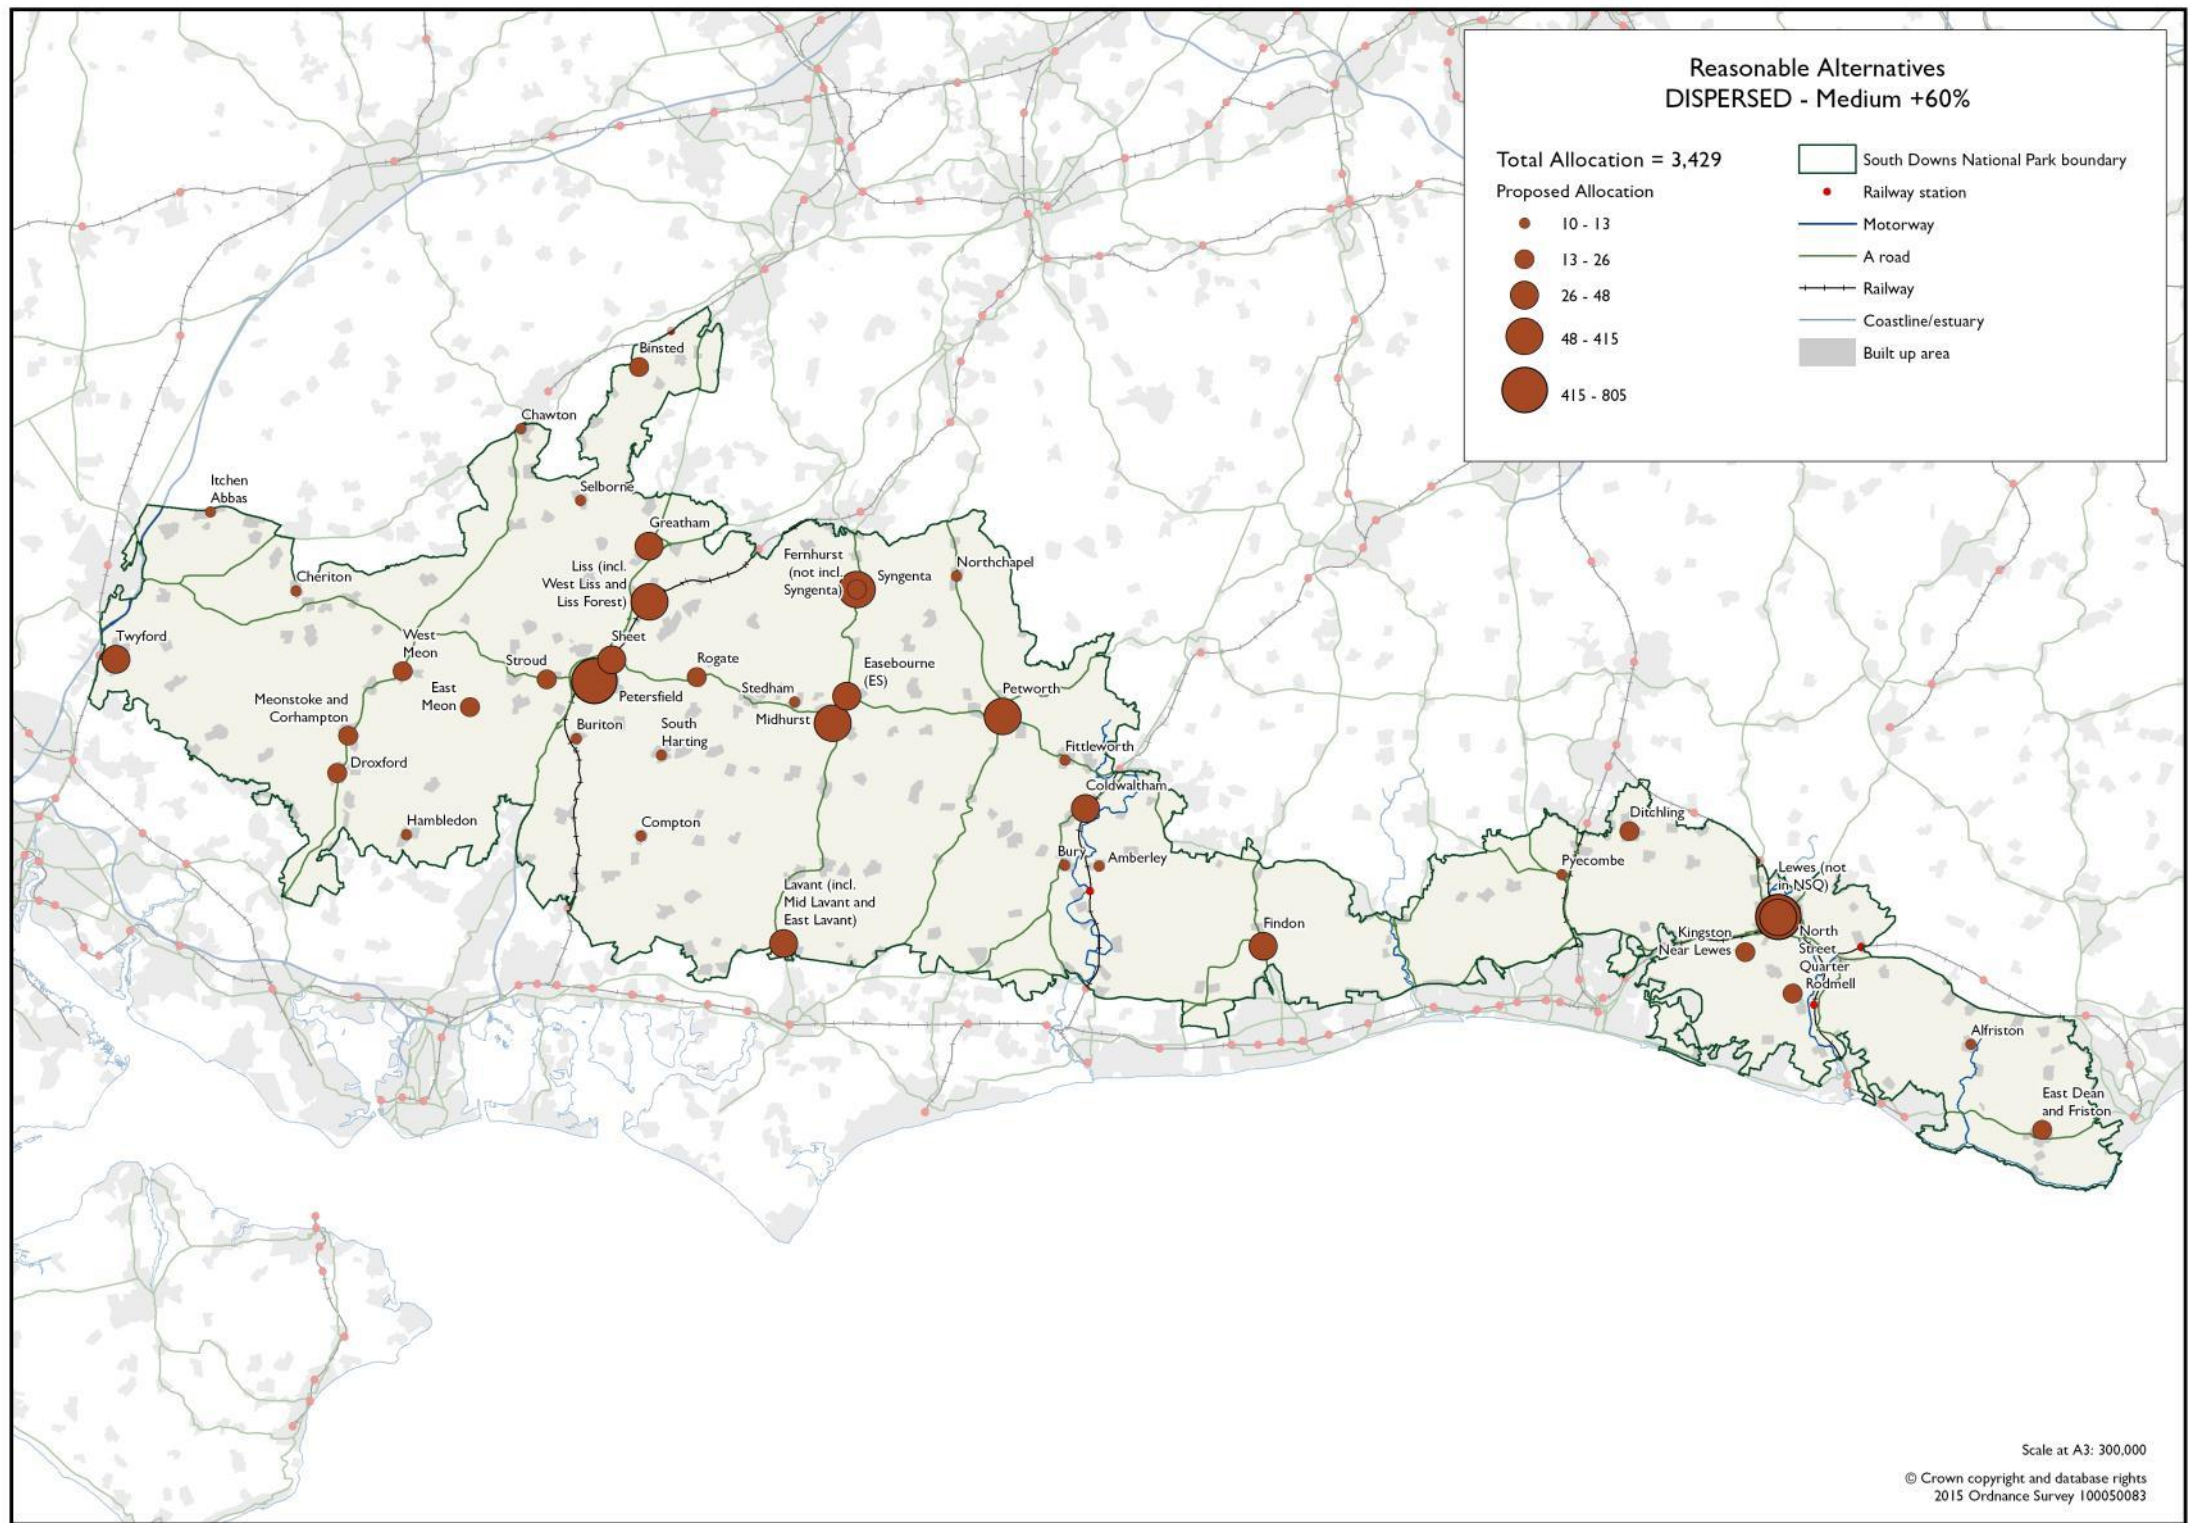 Reasonable Alternatives
DISPERSED - Medium +60%
Total Allocation = 3,429
Proposed Allocation
10 - 13
13 - 26
26 - 48
48 - 415
415 - 805
South Downs National Park boundary
Railway station
Motorway
A road
Railway
Coastline/estuary
Built up area
Binsted
Chawton
Itchen
Abbas
Selborne
Greatham
Fernhurst
(not incl.
Syngenta)
Syngenta
Northchapel
Liss (incl.
West Liss and
Liss Forest)
Cheriton
Twyford
West
Meon
Sheet
Stroud
Rogate
Easebourne
(ES)
East
Meon
Petersfield
Stedham
Petworth
Meonstoke and
Corhampton
Buriton
South
Harting
Midhurst
Fittleworth
Droxford
Coldwaltham
Hambledon
Compton
Ditchling
Bury
Amberley
Pyecombe
Lewes (not
in NSQ)
Lavant (incl.
Mid Lavant and
East Lavant)
Findon
Kingston
Near Lewes
North
Street
Quarter
Rodmell
Alfriston
East Dean
and Friston
Scale at A3: 300,000
© Crown copyright and database rights
2015 Ordnance Survey 100050083